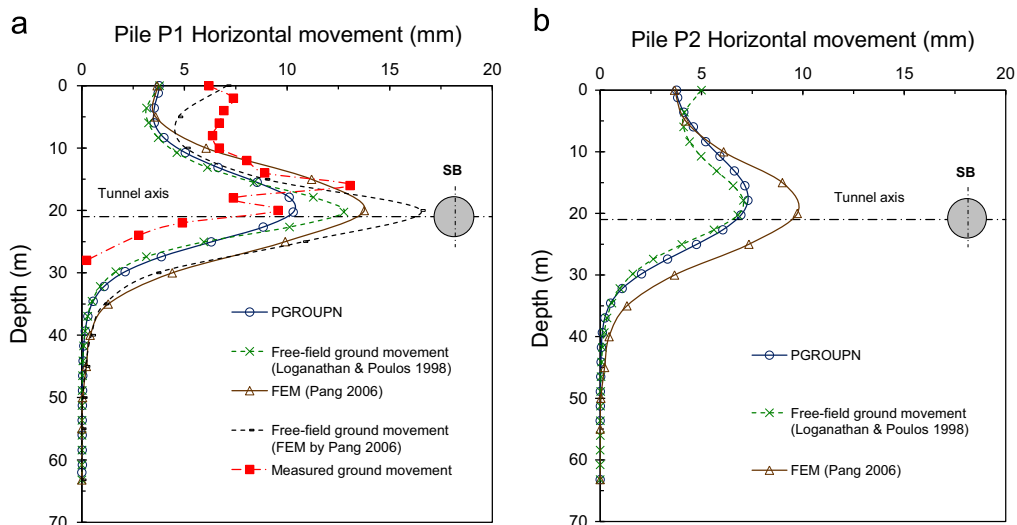 a
Pile P1 Horizontal movement (mm)
0 5 10 15 20
0
10
20
30
40
50
60
70
Depth (m)
Tunnel axis
SB
PGROUPN
Free-field ground movement
(Loganathan & Poulos 1998)
FEM (Pang 2006)
Free-field ground movement
(FEM by Pang 2006)
Measured ground movement
b
Pile P2 Horizontal movement (mm)
0 5 10 15 20
0
10
20
30
40
50
60
70
Depth (m)
Tunnel axis
SB
PGROUPN
Free-field ground movement
(Loganathan & Poulos 1998)
FEM (Pang 2006)